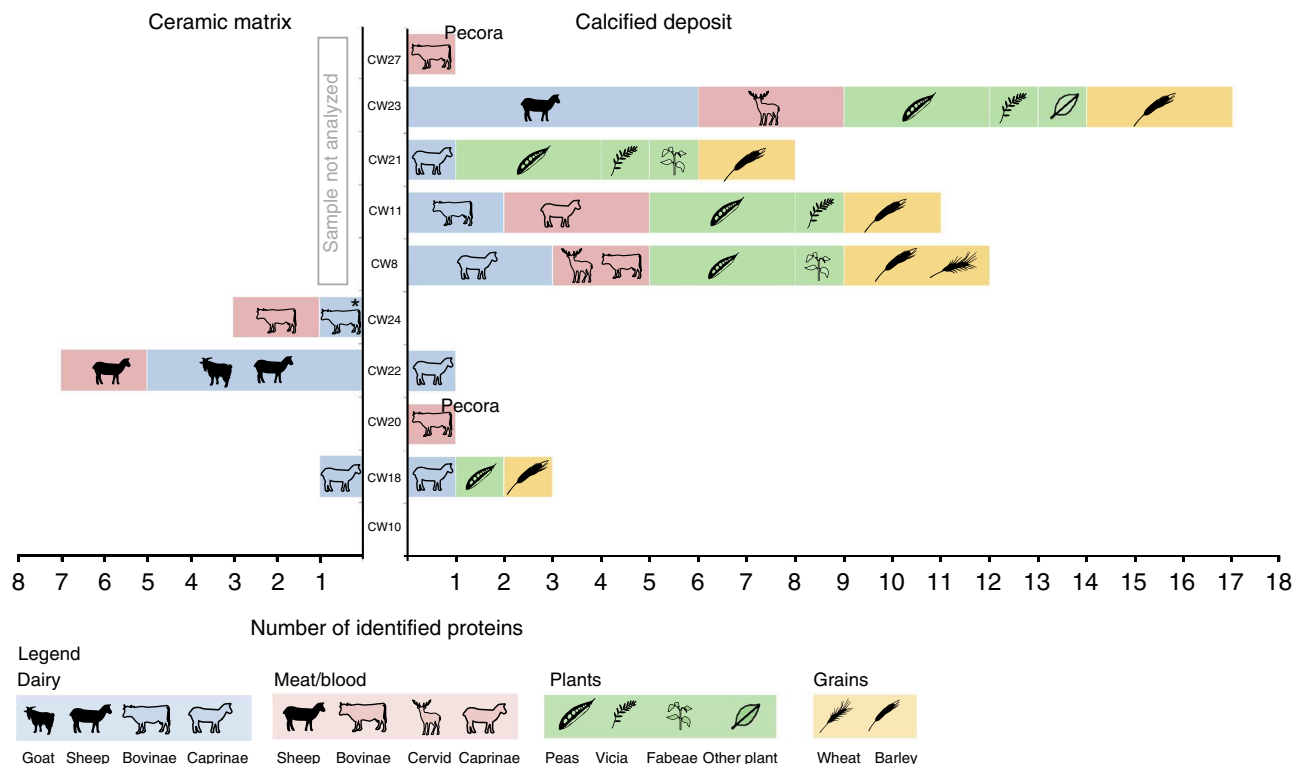 Ceramic matrix
Calcified deposit
Sample not analyzed
Pecora
CW27
CW23
CW21
CW11
CW8
*
CW24
CW22
Pecora
CW20
CW18
CW10
8 7 6 5 4 3 2 1 1 2 3 4 5 6 7 8 9 10 11 12 13 14 15 16 17 18
Number of identified proteins
Legend
Dairy Meat/blood Plants Grains
Goat Sheep Bovinae Caprinae Sheep Bovinae Cervid Caprinae Peas Vicia Fabeae Other plant Wheat Barley